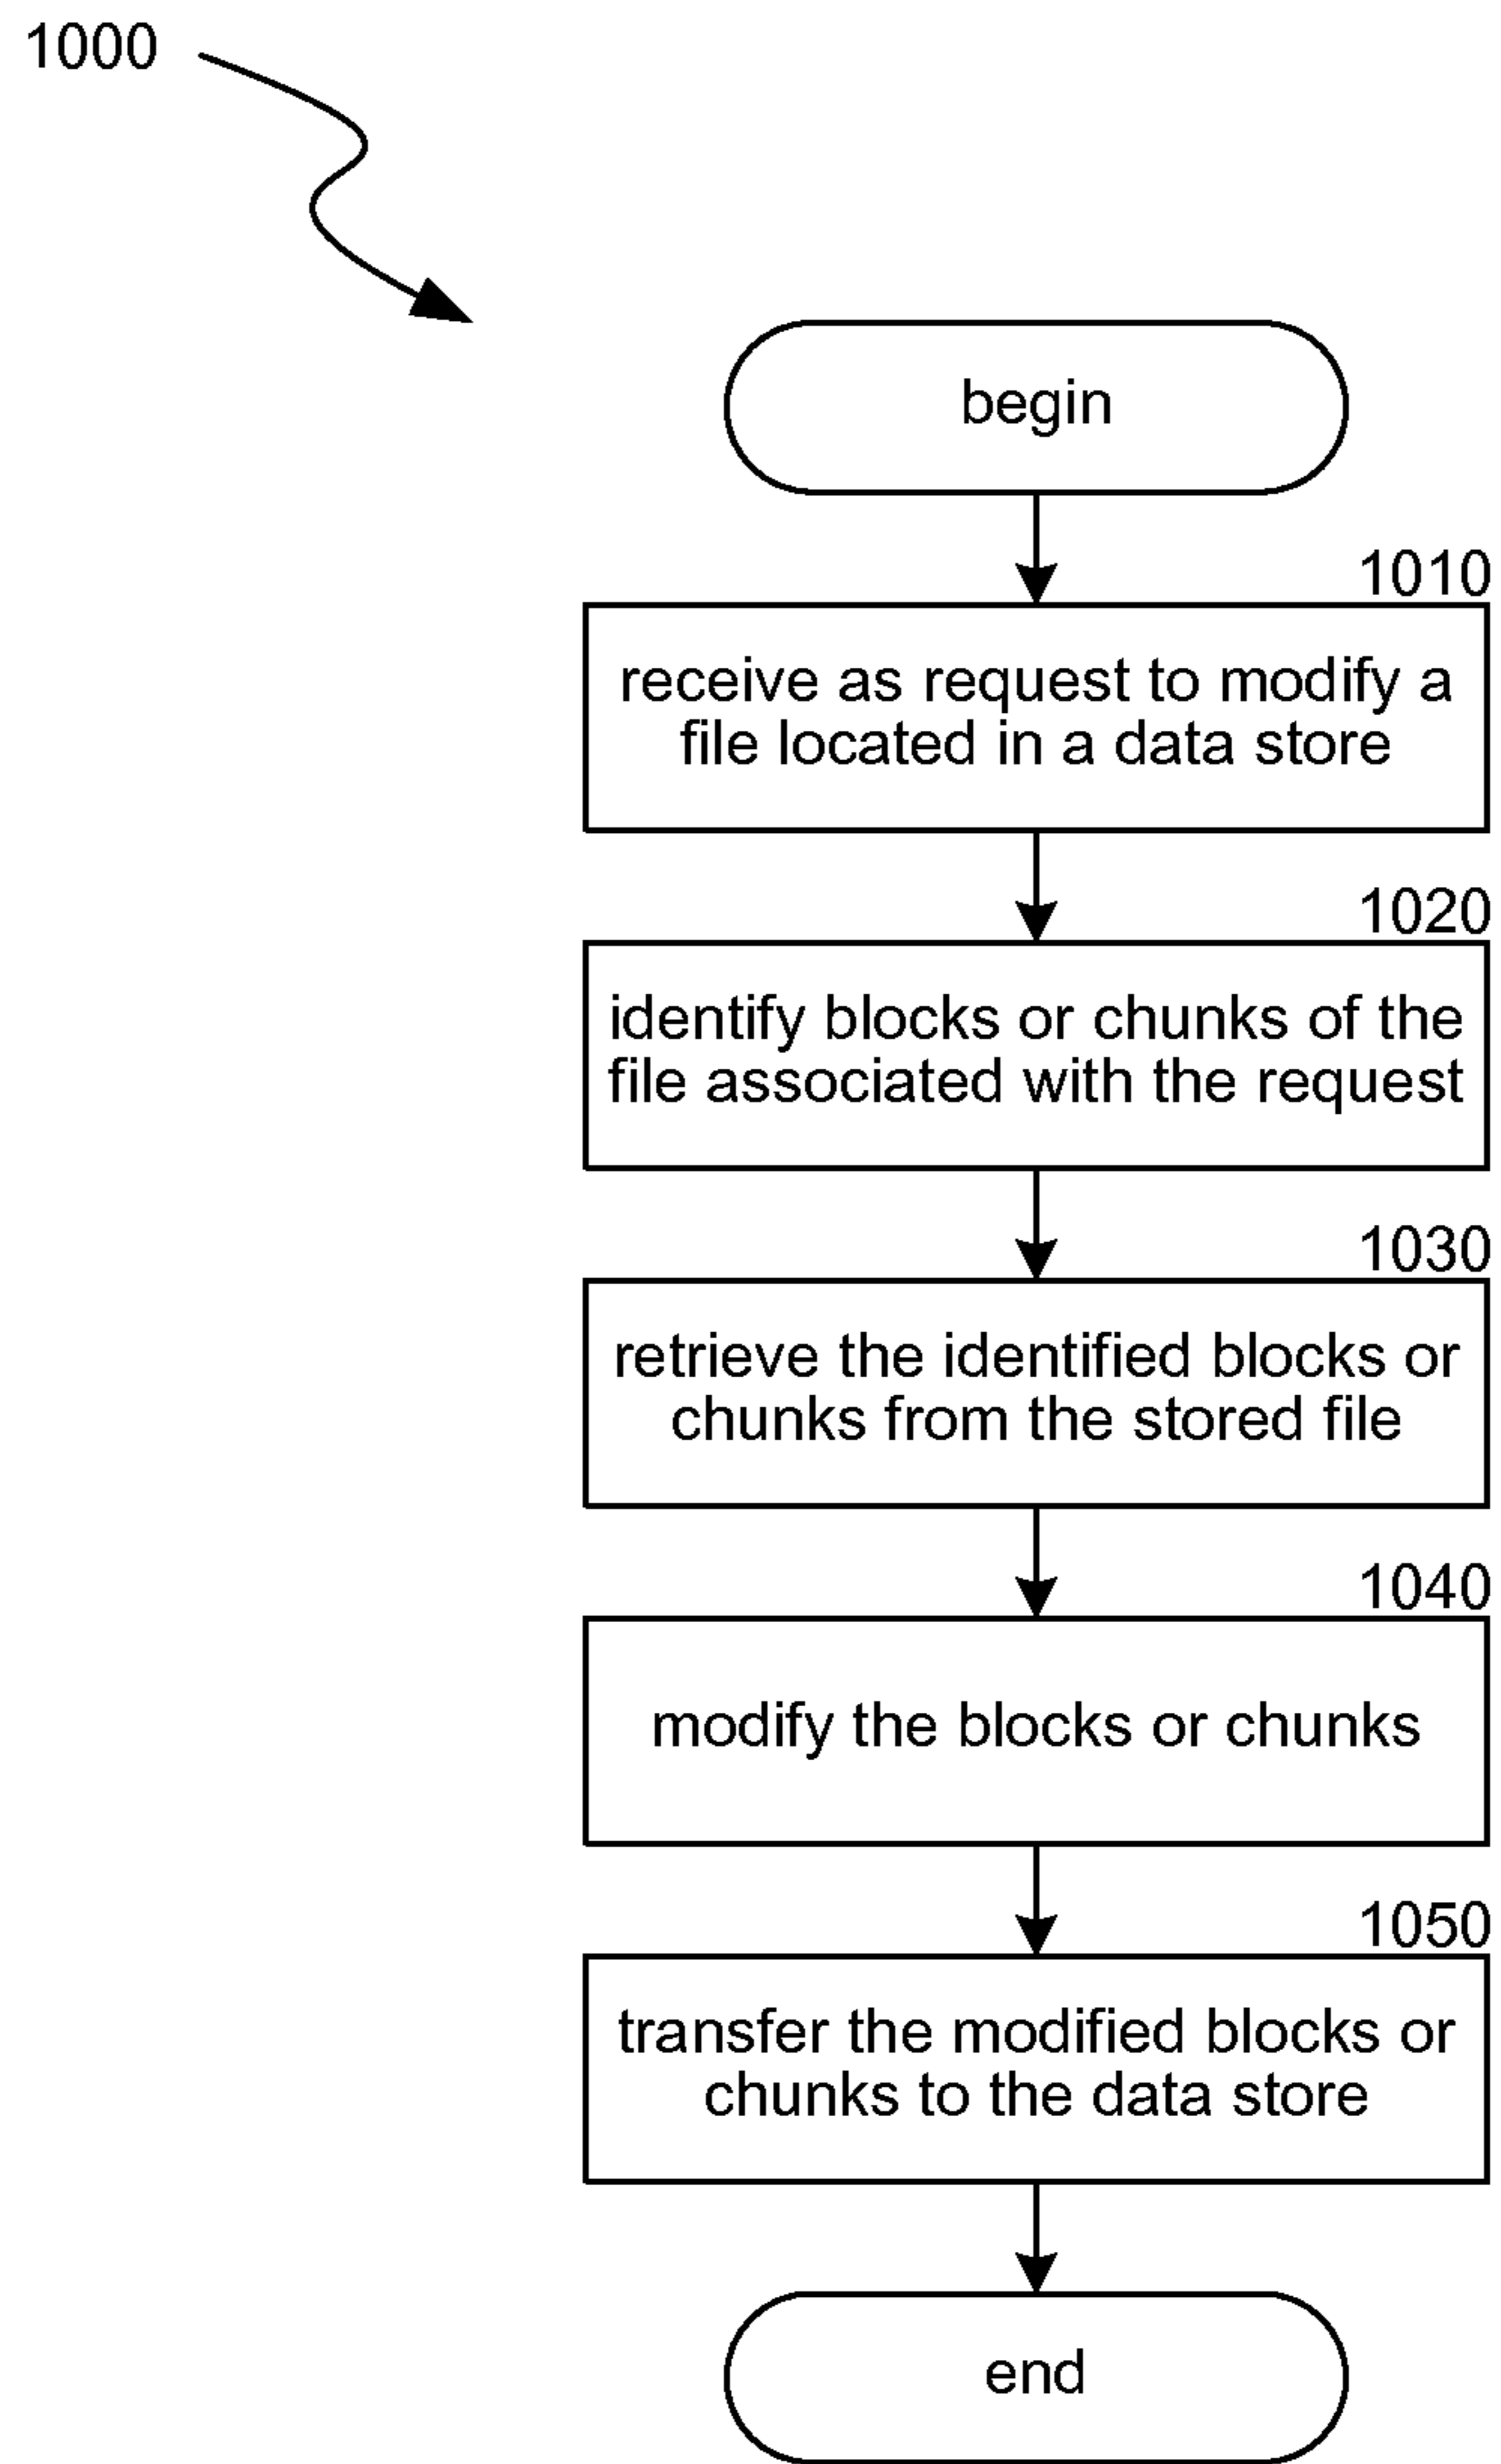 1000
begin
1010
receive as request to modify a
file located in a data store
1020
identify blocks or chunks of the
file associated with the request
1030
retrieve the identified blocks or
chunks from the stored file
1040
modify the blocks or chunks
1050
transfer the modified blocks or
chunks to the data store
end